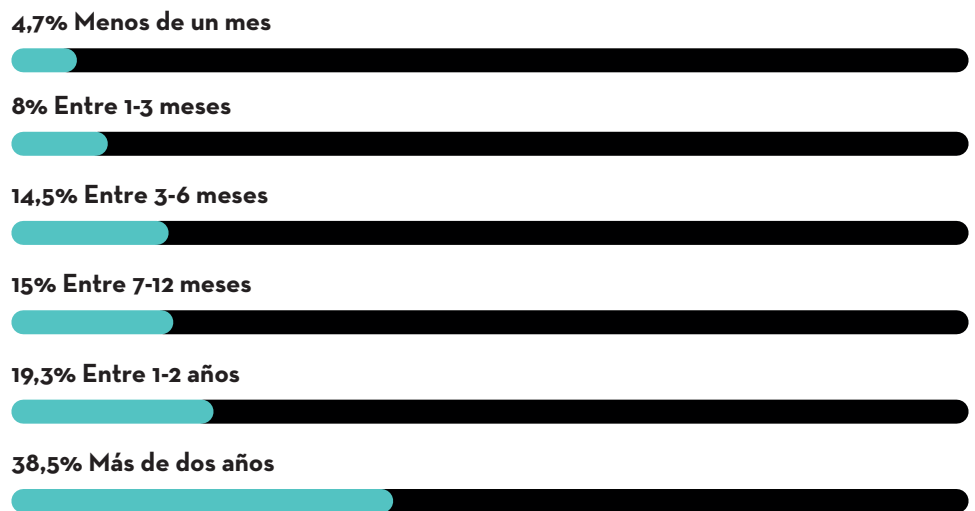 4,7% Menos de un mes
8% Entre 1-3 meses
14,5% Entre 3-6 meses
15% Entre 7-12 meses
19,3% Entre 1-2 años
38,5% Más de dos años